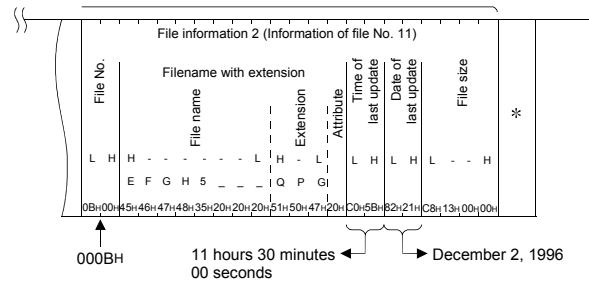 File information 2 (Information of file No. 11)
File No.
Filename with extension
File name
Extension
Attribute
Time of
last update
Date of
last update
File size
*
L H H - - - - - - L H - L L H L H L - - H
E F G H 5 _ _ _ Q P G
0BH 00H 45H 46H 47H 48H 35H 20H 20H 20H 51H 50H 47H 20H C0H 5BH 82H 21H C8H 13H 00H 00H
000BH
11 hours 30 minutes
00 seconds
December 2, 1996